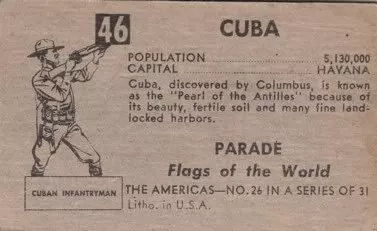 46
CUBA
POPULATION 5,130,000
CAPITAL HAVANA
Cuba, discovered by Columbus, is known
as the "Pearl of the Antilles" because of
its beauty, fertile soil and many fine land-
locked harbors.
PARADE
Flags of the World
THE AMERICAS—NO. 26 IN A SERIES OF 31
Litho. in U.S.A.
CUBAN INFANTRYMAN